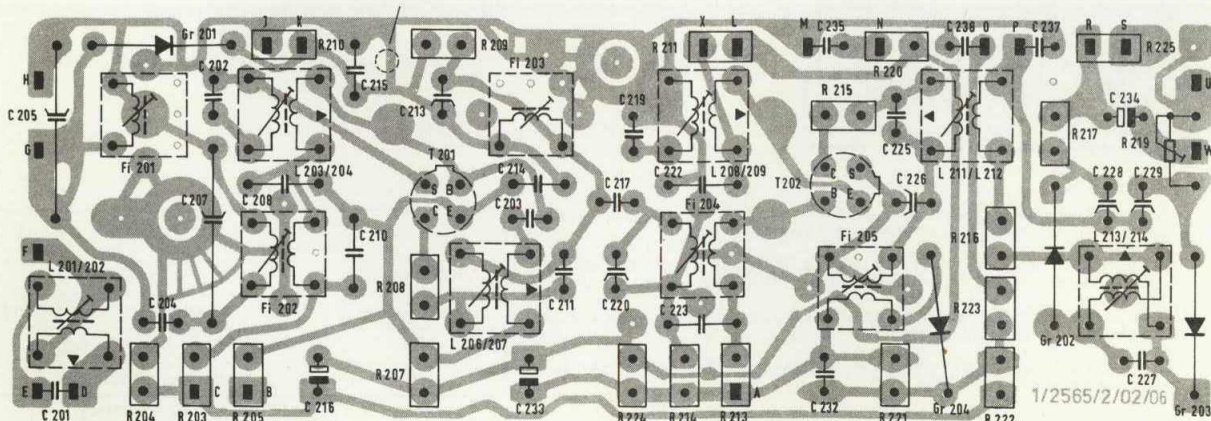 J K X L M C 235 N C 236 O P C 237 R S
Gr 201 R 210 R 209 R 211 R 220 R 225
H C 202 C 215 Fi 203 U
C 205 C 213 C 219 R 215 C 234
G C 225 R 217 R 219 W
Fi 201 L 203/204 T 201 C 214 C 222 L 208/209 T 202 L 211/L 212
S B C S
C E B E
C 207 C 208 C 203 C 217 Fi 204 C 226 C 228 C 229
F C 210 Fi 205 R 216 L 213/214
L 201/202 Fi 202 R 208 C 211 C 220
C 204 C 223 R 223 Gr 202
L 206/207
E D C B R 207 A C 227
C 201 R 204 R 203 R 205 C 216 C 233 R 224 R 214 R 213 C 232 R 221 Gr 204 R 222 Gr 203
1/2565/2/02/06